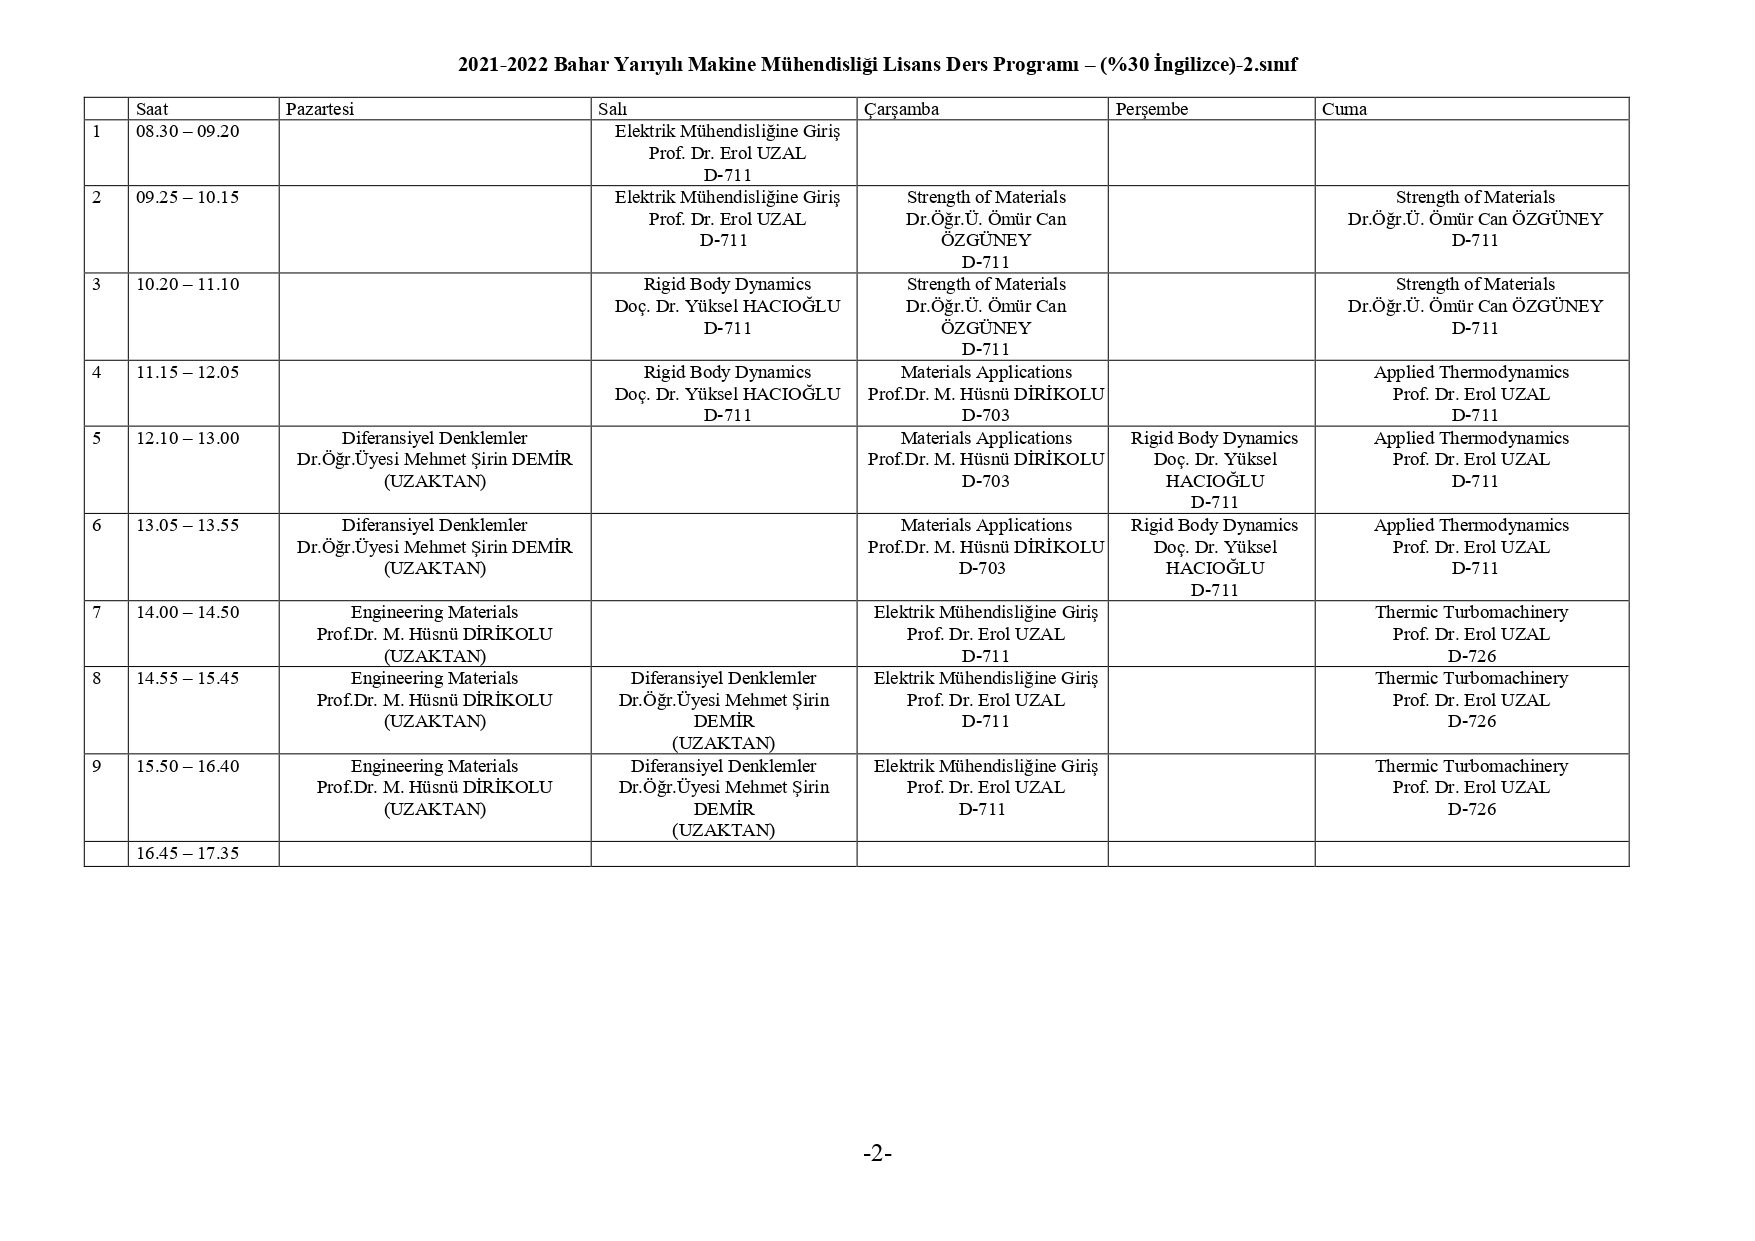 2021-2022 Bahar Yarıyılı Makine Mühendisliği Lisans Ders Programı – (%30 İngilizce)-2.sınıf
Saat Pazartesi Salı Çarşamba Perşembe Cuma
1 08.30 – 09.20
Elektrik Mühendisliğine Giriş
Prof. Dr. Erol UZAL
D-711
2 09.25 – 10.15
Elektrik Mühendisliğine Giriş
Prof. Dr. Erol UZAL
D-711
Strength of Materials
Dr.Öğr.Ü. Ömür Can
ÖZGÜNEY
D-711
Strength of Materials
Dr.Öğr.Ü. Ömür Can ÖZGÜNEY
D-711
3 10.20 – 11.10
Rigid Body Dynamics
Doç. Dr. Yüksel HACIOĞLU
D-711
Strength of Materials
Dr.Öğr.Ü. Ömür Can
ÖZGÜNEY
D-711
Strength of Materials
Dr.Öğr.Ü. Ömür Can ÖZGÜNEY
D-711
4 11.15 – 12.05
Rigid Body Dynamics
Doç. Dr. Yüksel HACIOĞLU
D-711
Materials Applications
Prof.Dr. M. Hüsnü DİRİKOLU
D-703
Applied Thermodynamics
Prof. Dr. Erol UZAL
D-711
5 12.10 – 13.00
Diferansiyel Denklemler
Dr.Öğr.Üyesi Mehmet Şirin DEMİR
(UZAKTAN)
Materials Applications
Prof.Dr. M. Hüsnü DİRİKOLU
D-703
Rigid Body Dynamics
Doç. Dr. Yüksel
HACIOĞLU
D-711
Applied Thermodynamics
Prof. Dr. Erol UZAL
D-711
6 13.05 – 13.55
Diferansiyel Denklemler
Dr.Öğr.Üyesi Mehmet Şirin DEMİR
(UZAKTAN)
Materials Applications
Prof.Dr. M. Hüsnü DİRİKOLU
D-703
Rigid Body Dynamics
Doç. Dr. Yüksel
HACIOĞLU
D-711
Applied Thermodynamics
Prof. Dr. Erol UZAL
D-711
7 14.00 – 14.50
Engineering Materials
Prof.Dr. M. Hüsnü DİRİKOLU
(UZAKTAN)
Elektrik Mühendisliğine Giriş
Prof. Dr. Erol UZAL
D-711
Thermic Turbomachinery
Prof. Dr. Erol UZAL
D-726
8 14.55 – 15.45
Engineering Materials
Prof.Dr. M. Hüsnü DİRİKOLU
(UZAKTAN)
Diferansiyel Denklemler
Dr.Öğr.Üyesi Mehmet Şirin
DEMİR
(UZAKTAN)
Elektrik Mühendisliğine Giriş
Prof. Dr. Erol UZAL
D-711
Thermic Turbomachinery
Prof. Dr. Erol UZAL
D-726
9 15.50 – 16.40
Engineering Materials
Prof.Dr. M. Hüsnü DİRİKOLU
(UZAKTAN)
Diferansiyel Denklemler
Dr.Öğr.Üyesi Mehmet Şirin
DEMİR
(UZAKTAN)
Elektrik Mühendisliğine Giriş
Prof. Dr. Erol UZAL
D-711
Thermic Turbomachinery
Prof. Dr. Erol UZAL
D-726
16.45 – 17.35
-2-